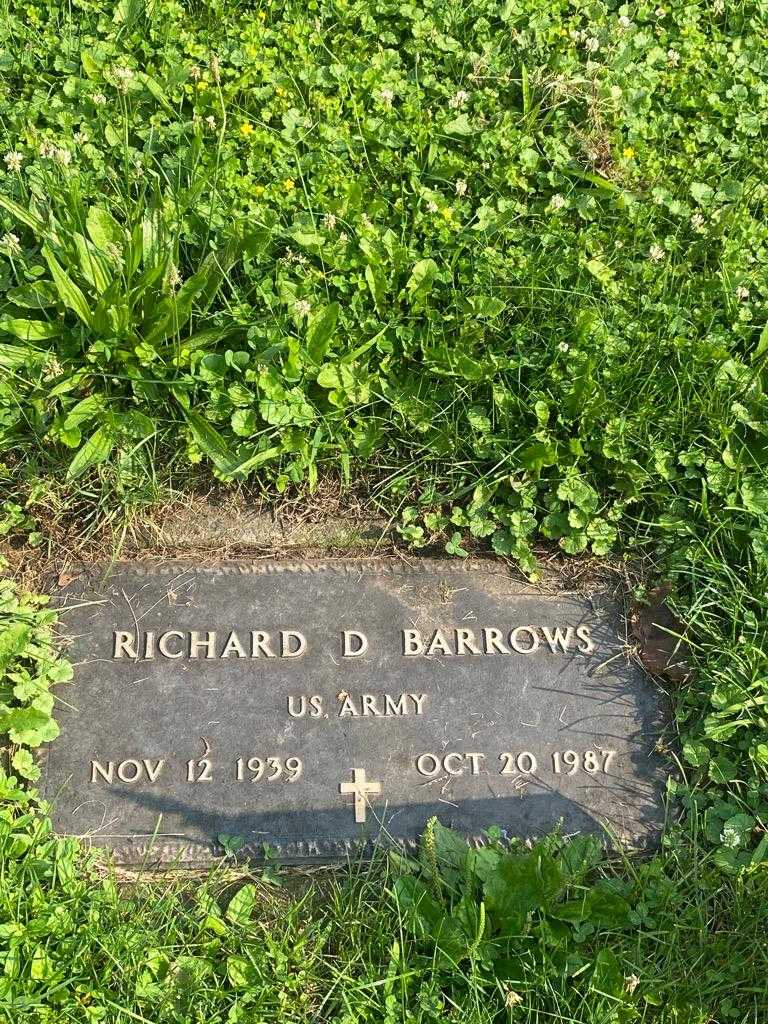 RICHARD D BARROWS
US ARMY
NOV 12 1939 OCT 20 1987